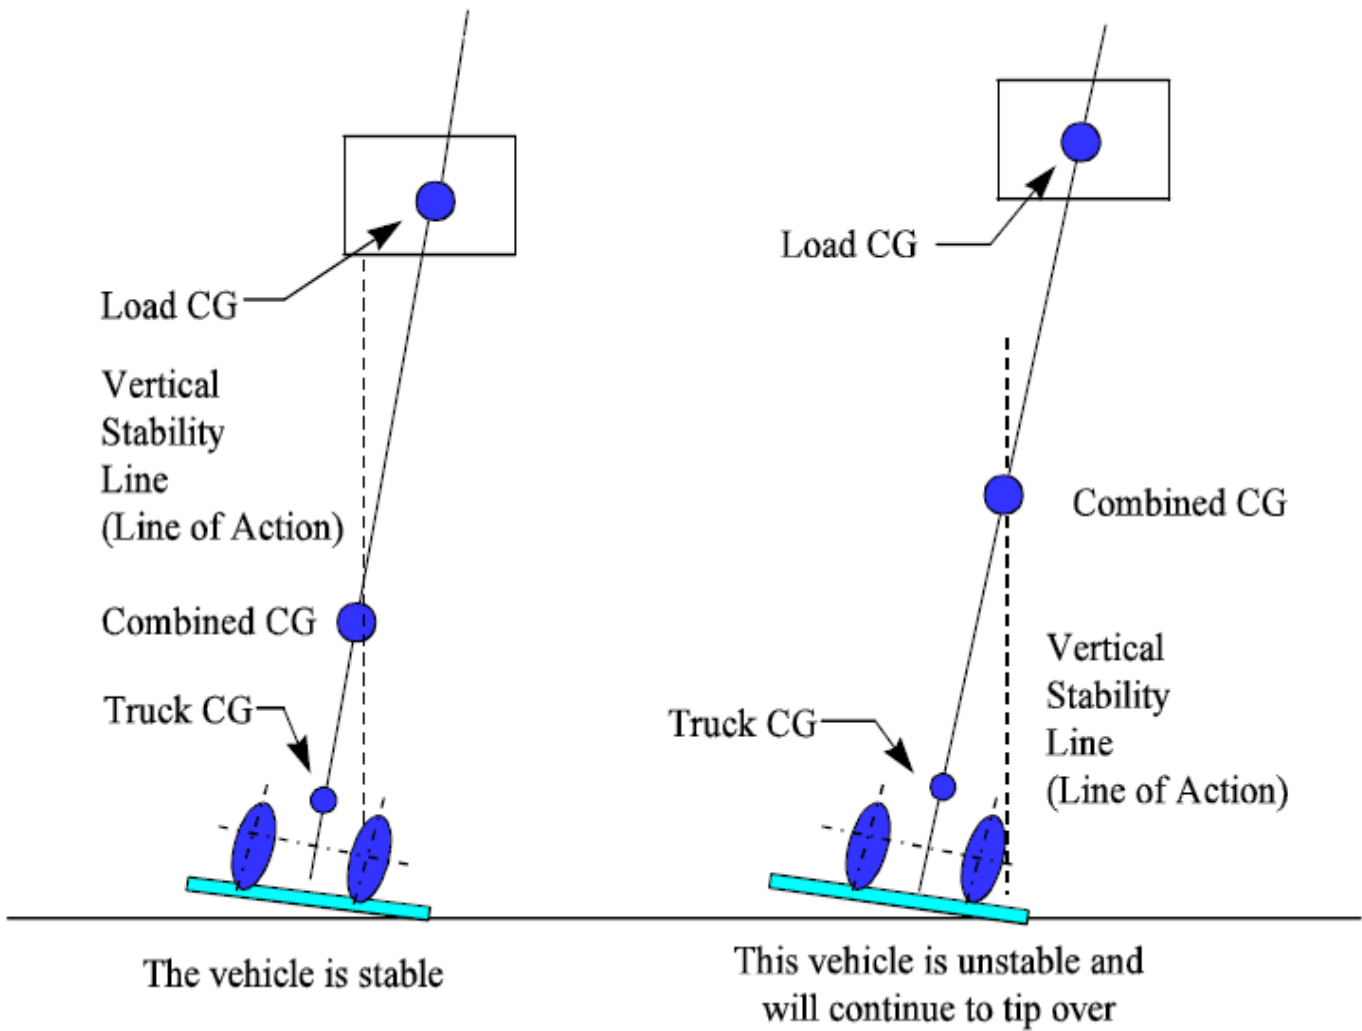 Load CG
Vertical
Stability
Line
(Line of Action)
Combined CG
Truck CG
The vehicle is stable
Load CG
Combined CG
Vertical
Stability
Line
(Line of Action)
Truck CG
This vehicle is unstable and
will continue to tip over